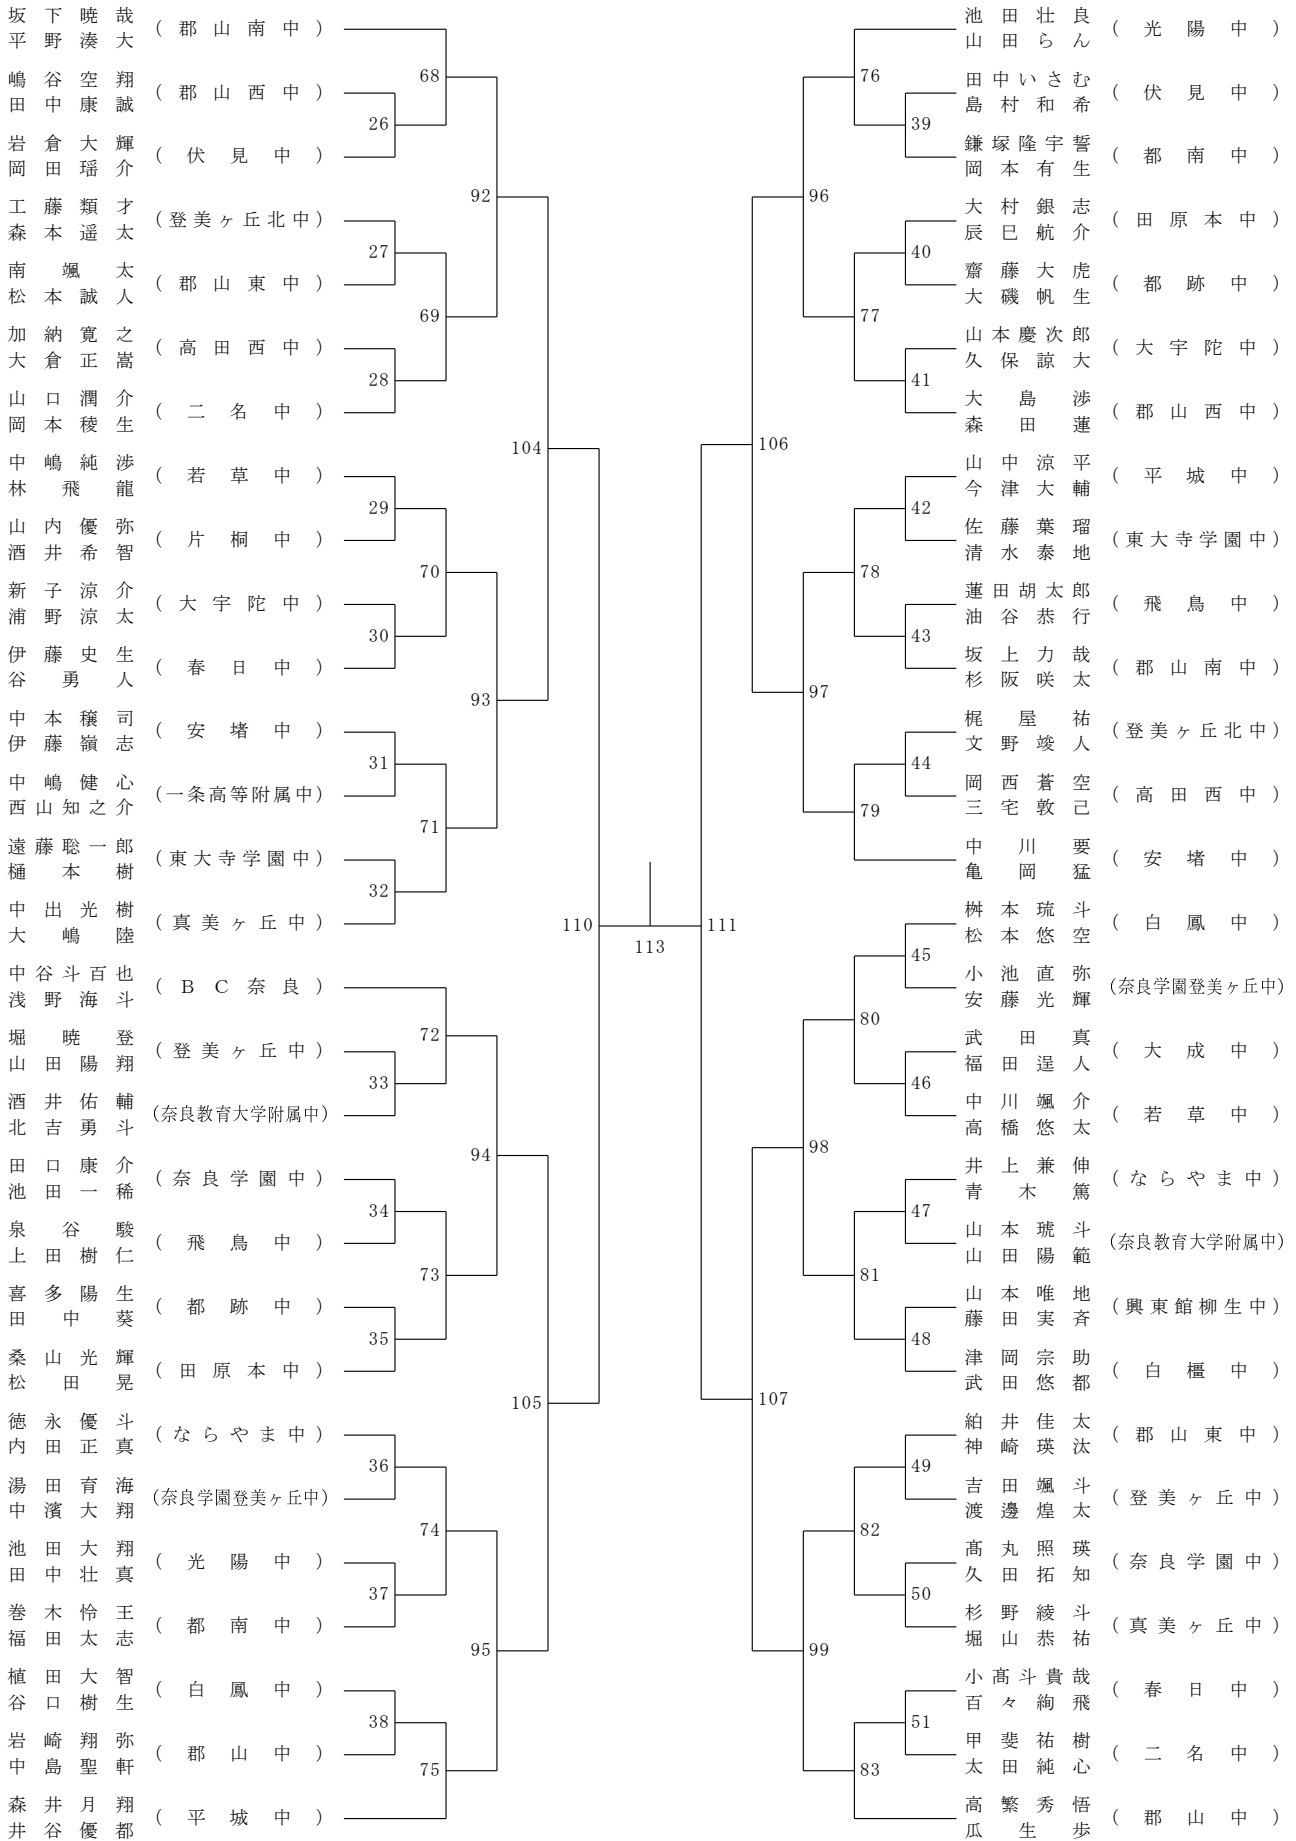 坂下暁哉
平野湊大
(郡山南中)
嶋谷空翔
田中康誠
(郡山西中)
岩倉大輝
岡田瑶介
(伏見中)
工藤類才
森本遥太
(登美ヶ丘北中)
南颯太
松本誠人
(郡山東中)
加納寛之
大倉正嵩
(高田西中)
山口潤介
岡本稜生
(二名中)
中嶋純渉
林飛龍
(若草中)
山内優弥
酒井希智
(片桐中)
新子涼介
浦野涼太
(大宇陀中)
伊藤史生
谷勇人
(春日中)
中本穣司
伊藤嶺志
(安堵中)
中嶋健心
西山知之介
(一条高等附属中)
遠藤聡一郎
樋本樹
(東大寺学園中)
中出光樹
大嶋陸
(真美ヶ丘中)
中谷斗百也
浅野海斗
(BC奈良)
堀暁登
山田陽翔
(登美ヶ丘中)
酒井佑輔
北吉勇斗
(奈良教育大学附属中)
田口康介
池田一稀
(奈良学園中)
泉谷駿
上田樹仁
(飛鳥中)
喜多陽生
田中葵
(都跡中)
桑山光輝
松田晃
(田原本中)
徳永優斗
内田正真
(ならやま中)
湯田育海
中濱大翔
(奈良学園登美ヶ丘中)
池田大翔
田中壮真
(光陽中)
巻木怜王
福田太志
(都南中)
植田大智
谷口樹生
(白鳳中)
岩崎翔弥
中島聖軒
(郡山中)
森井月翔
井谷優都
(平城中)
26
27
28
29
30
31
32
33
34
35
36
37
38
68
69
70
71
72
73
74
75
92
93
94
95
104
105
110
113
111
106
107
96
97
98
99
76
77
78
79
80
81
82
83
39
40
41
42
43
44
45
46
47
48
49
50
51
池田壮良
山田らん
(光陽中)
田中いさむ
島村和希
(伏見中)
鎌塚隆宇誓
岡本有生
(都南中)
大村銀志
辰巳航介
(田原本中)
齋藤大虎
大磯帆生
(都跡中)
山本慶次郎
久保諒大
(大宇陀中)
大島渉
森田蓮
(郡山西中)
山中涼平
今津大輔
(平城中)
佐藤葉瑠
清水泰地
(東大寺学園中)
蓮田胡太郎
油谷恭行
(飛鳥中)
坂上力哉
杉阪咲太
(郡山南中)
梶屋祐
文野竣人
(登美ヶ丘北中)
岡西蒼空
三宅敦己
(高田西中)
中川要
亀岡猛
(安堵中)
桝本琉斗
松本悠空
(白鳳中)
小池直弥
安藤光輝
(奈良学園登美ヶ丘中)
武田真
福田逞人
(大成中)
中川颯介
高橋悠太
(若草中)
井上兼伸
青木篤
(ならやま中)
山本琥斗
山田陽範
(奈良教育大学附属中)
山本唯地
藤田実斉
(興東館柳生中)
津岡宗助
武田悠都
(白橿中)
紿井佳太
神崎瑛汰
(郡山東中)
吉田颯斗
渡邊煌太
(登美ヶ丘中)
髙丸照瑛
久田拓知
(奈良学園中)
杉野綾斗
堀山恭祐
(真美ヶ丘中)
小髙斗貴哉
百々絢飛
(春日中)
甲斐祐樹
太田純心
(二名中)
高繁秀悟
瓜生歩
(郡山中)